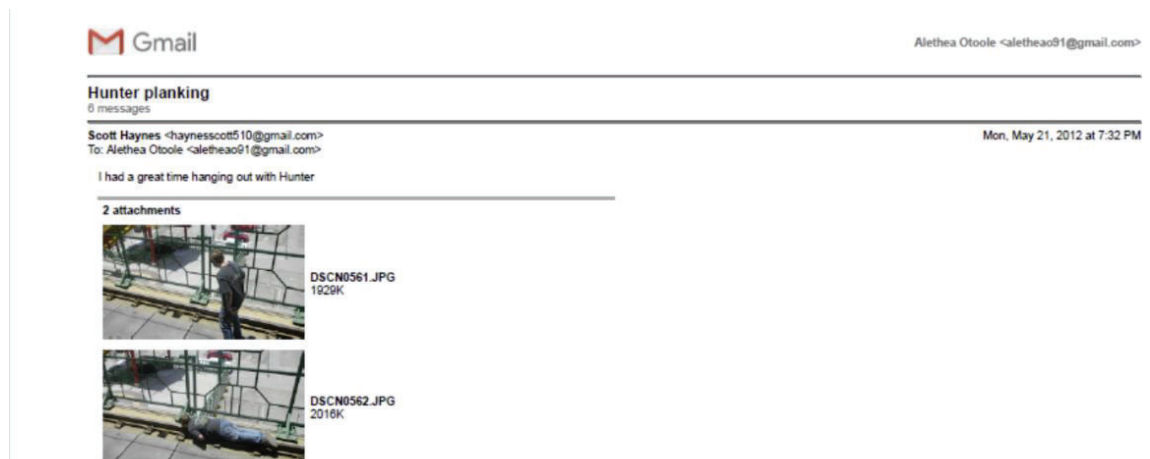 Gmail
Alethea Otoole <aletheao91@gmail.com>
Hunter planking
6 messages
Scott Haynes <haynesscott510@gmail.com>
Mon, May 21, 2012 at 7:32 PM
To: Alethea Otoole <aletheao91@gmail.com>
I had a great time hanging out with Hunter
2 attachments
DSCN0561.JPG
1929K
DSCN0562.JPG
2016K